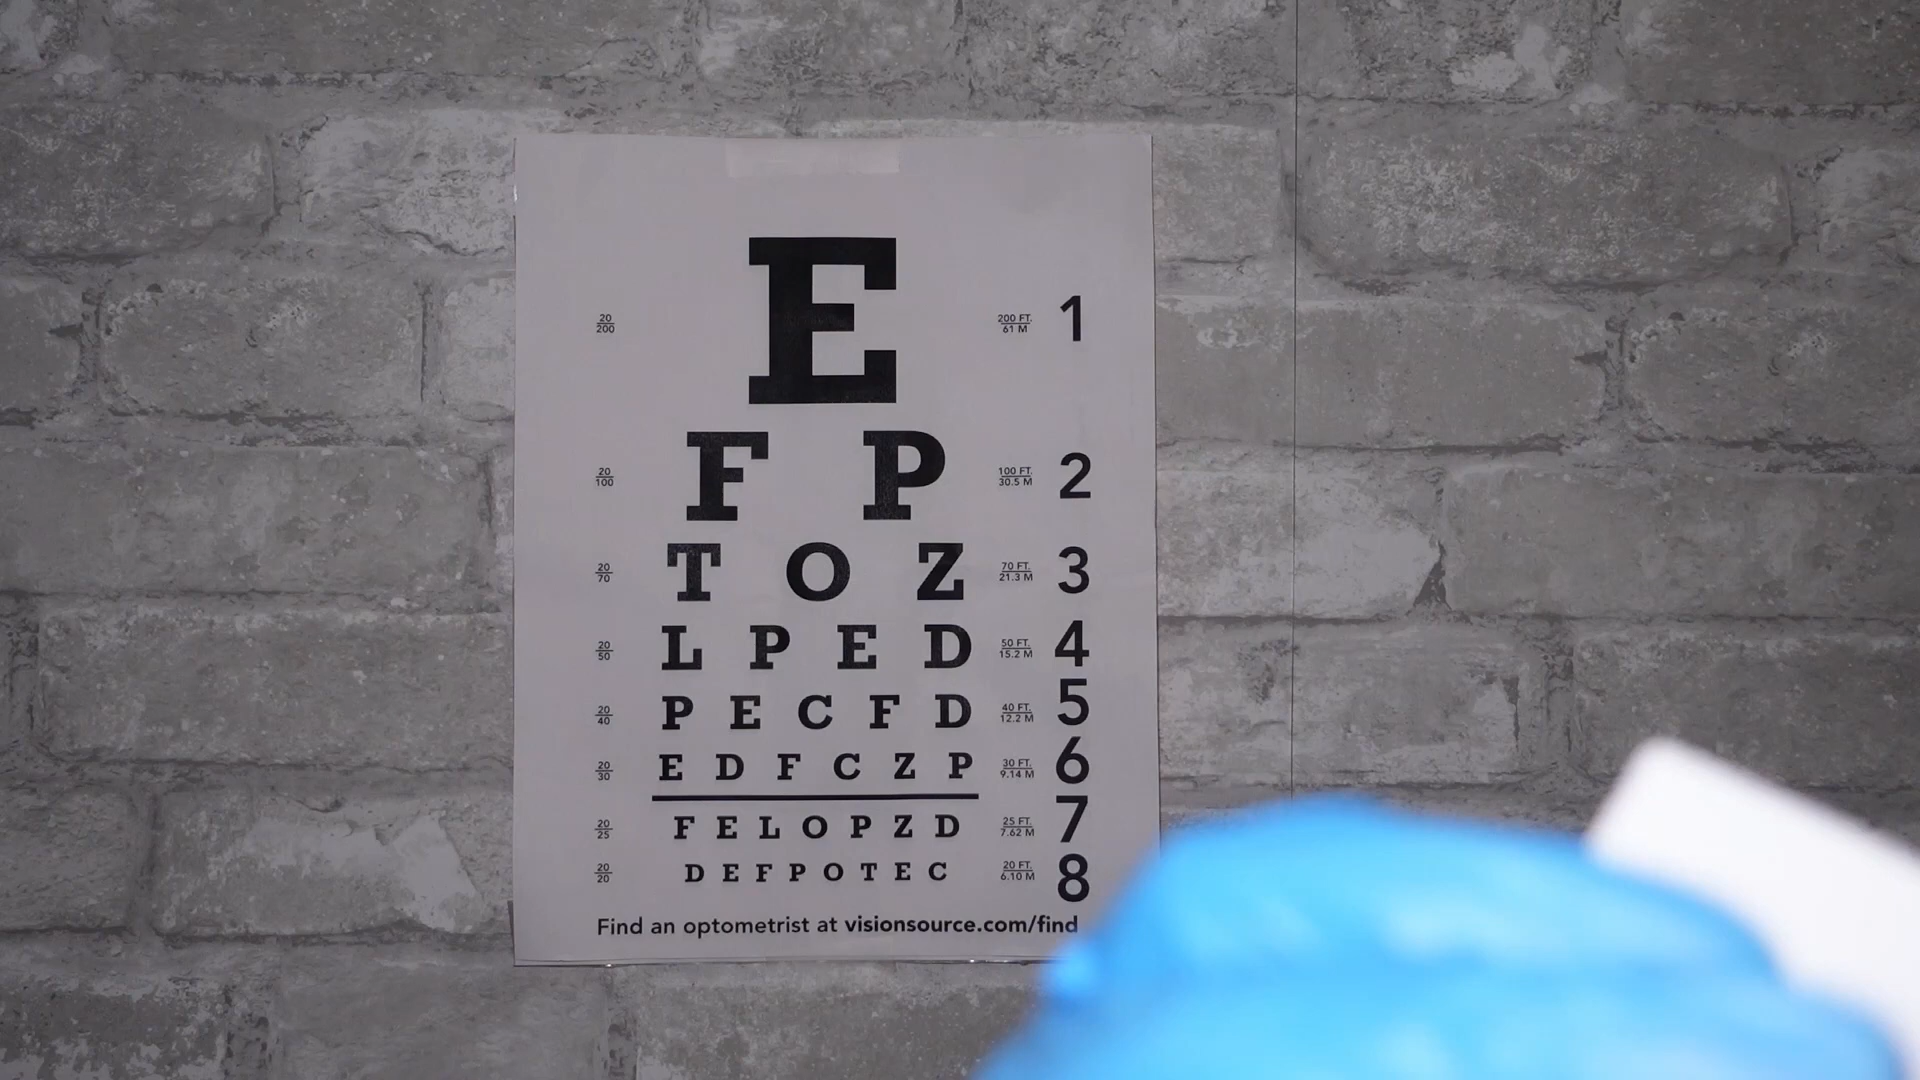 20/200 E 200 FT. 61 M 1
20/100 F P 100 FT. 30.5 M 2
20/70 T O Z 70 FT. 21.3 M 3
20/50 L P E D 50 FT. 15.2 M 4
20/40 P E C F D 40 FT. 12.2 M 5
20/30 E D F C Z P 30 FT. 9.14 M 6
20/25 F E L O P Z D 25 FT. 7.62 M 7
20/20 D E F P O T E C 20 FT. 6.10 M 8
Find an optometrist at visionsource.com/find